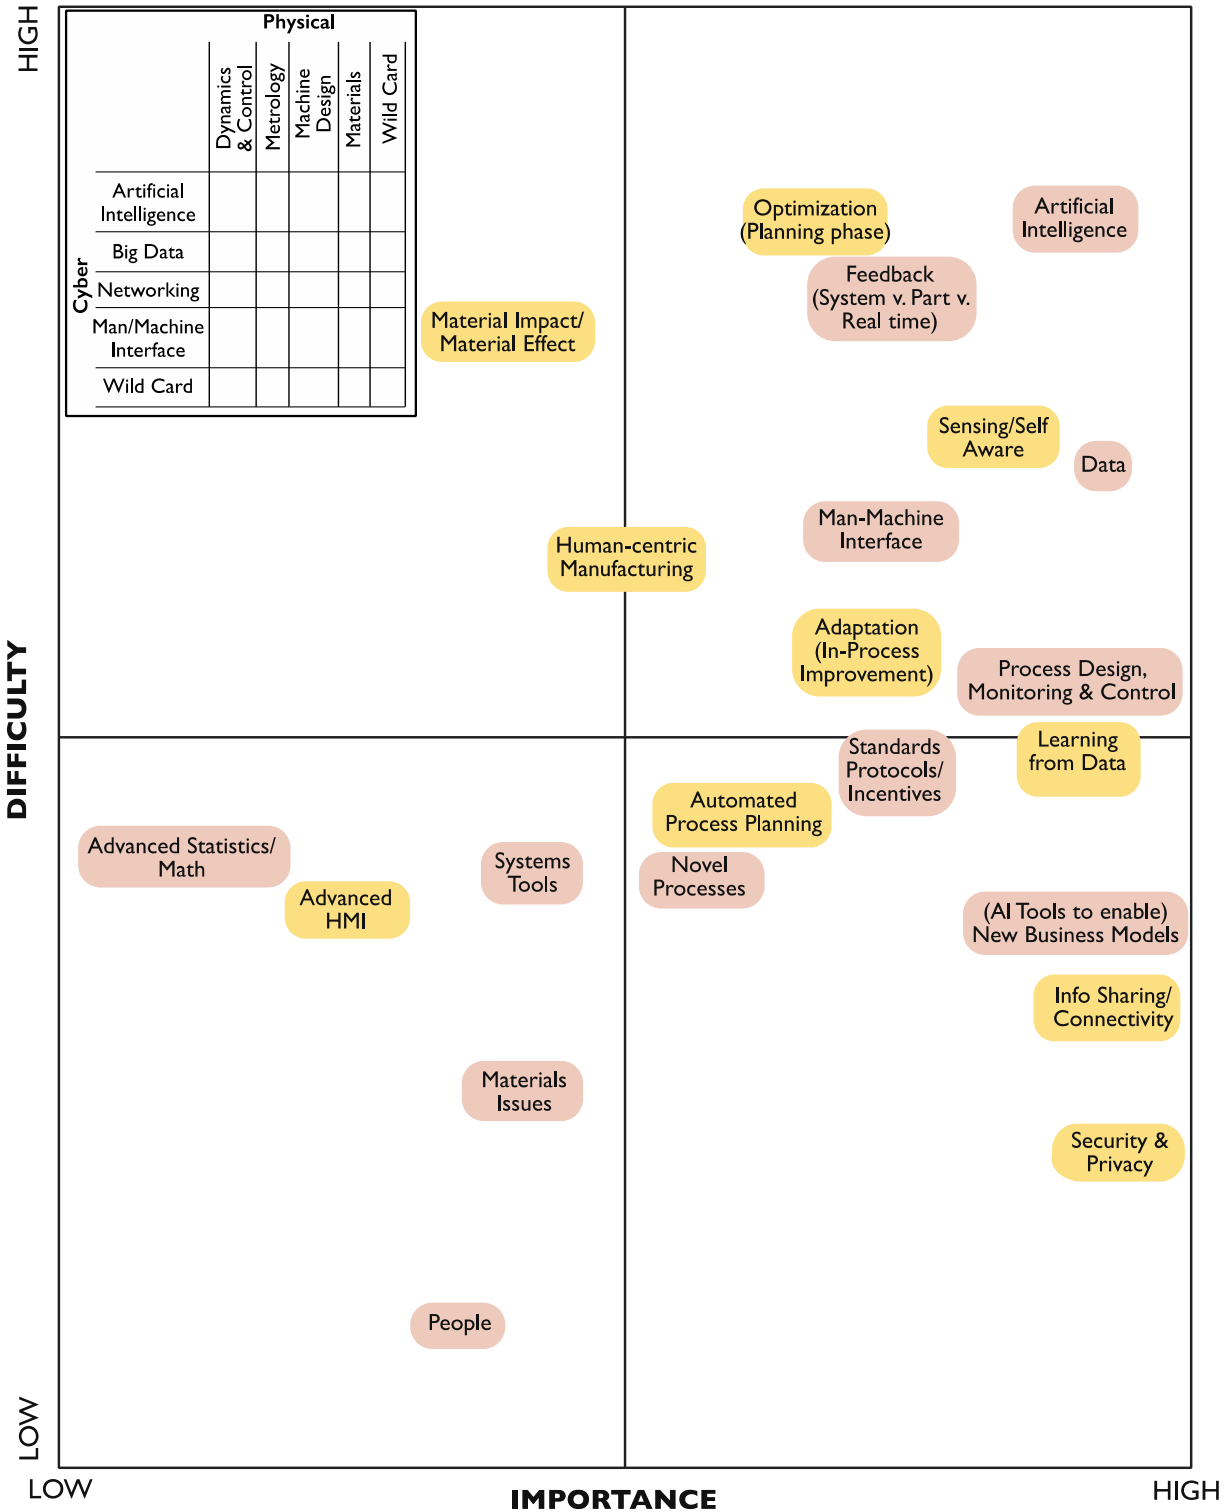 HIGH
Physical
Dynamics
& Control
Metrology
Machine
Design
Materials
Wild Card
Cyber
Artificial
Intelligence
Big Data
Networking
Man/Machine
Interface
Wild Card
Optimization
(Planning phase)
Artificial
Intelligence
Feedback
(System v. Part v.
Real time)
Material Impact/
Material Effect
Sensing/Self
Aware
Data
Man-Machine
Interface
Human-centric
Manufacturing
Adaptation
(In-Process
Improvement)
Process Design,
Monitoring & Control
DIFFICULTY
Standards
Protocols/
Incentives
Learning
from Data
Automated
Process Planning
Advanced Statistics/
Math
Systems
Tools
Novel
Processes
Advanced
HMI
(AI Tools to enable)
New Business Models
Info Sharing/
Connectivity
Materials
Issues
Security &
Privacy
People
LOW
LOW
IMPORTANCE
HIGH